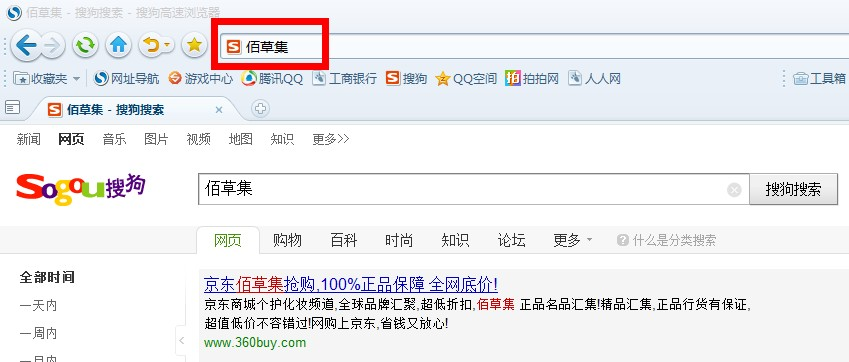 佰草集 - 搜狗搜索 - 搜狗高速浏览器
佰草集
收藏夹 网址导航 游戏中心 腾讯QQ 工商银行 搜狗 QQ空间 拍拍网 人人网 工具箱
佰草集 - 搜狗搜索
新闻 网页 音乐 图片 视频 地图 知识 更多>>
Sogou搜狗 佰草集 搜狗搜索
网页 购物 百科 时尚 知识 论坛 更多 什么是分类搜索
全部时间
一天内
一周内
一月内
京东佰草集抢购,100%正品保障 全网底价!
京东商城个护化妆频道,全球品牌汇聚,超低折扣,佰草集 正品名品汇集!精品汇集,正品行货有保证,
超值低价不容错过!网购上京东,省钱又放心!
www.360buy.com